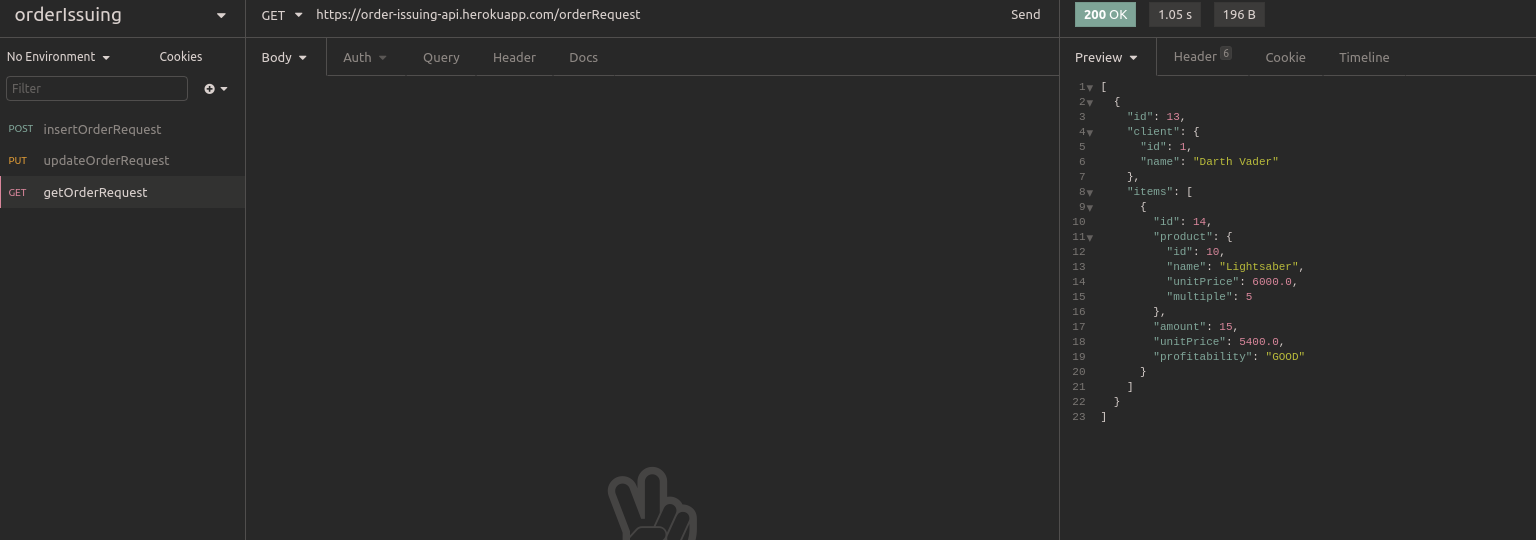 orderIssuing
No Environment
Cookies
Filter
POST insertOrderRequest
PUT updateOrderRequest
GET getOrderRequest
GET https://order-issuing-api.herokuapp.com/orderRequest Send
Body Auth Query Header Docs
200 OK 1.05 s 196 B
Preview Header 6 Cookie Timeline
1 [
2 {
3 "id": 13,
4 "client": {
5 "id": 1,
6 "name": "Darth Vader"
7 },
8 "items": [
9 {
10 "id": 14,
11 "product": {
12 "id": 10,
13 "name": "Lightsaber",
14 "unitPrice": 6000.0,
15 "multiple": 5
16 },
17 "amount": 15,
18 "unitPrice": 5400.0,
19 "profitability": "GOOD"
20 }
21 ]
22 }
23 ]